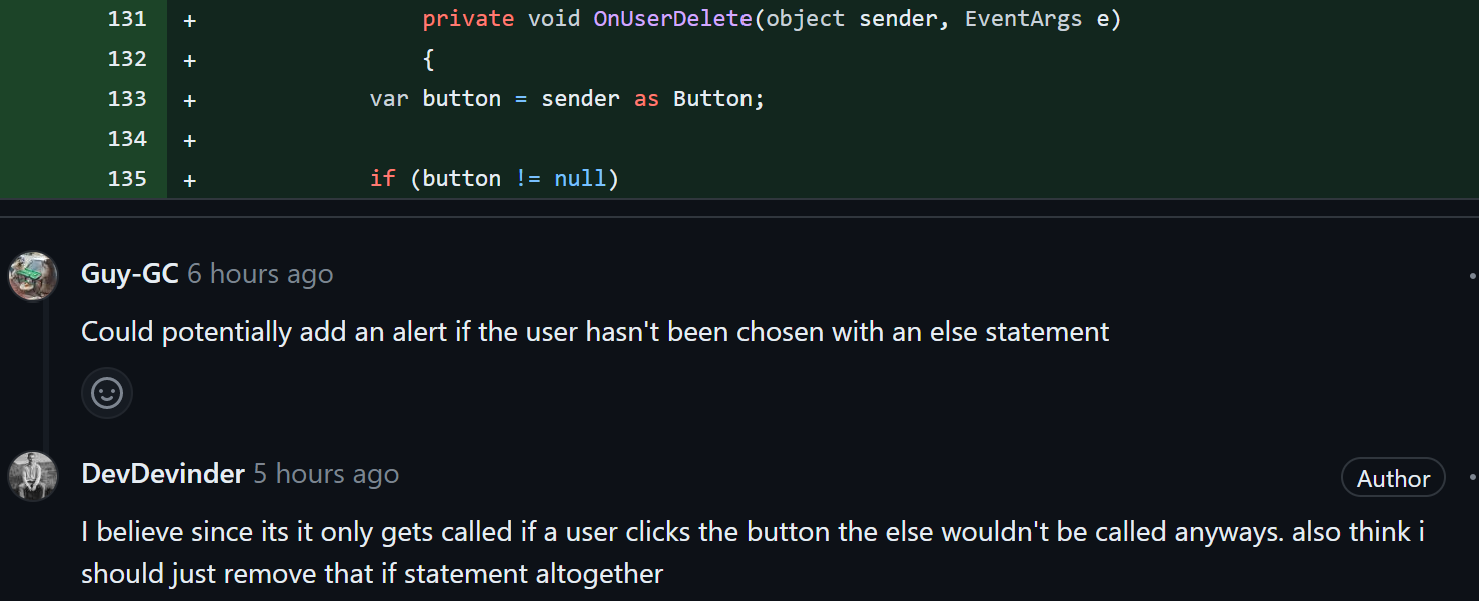 131 + private void OnUserDelete(object sender, EventArgs e)
132 + {
133 + var button = sender as Button;
134 +
135 + if (button != null)
Guy-GC 6 hours ago
Could potentially add an alert if the user hasn't been chosen with an else statement
DevDevinder 5 hours ago Author
I believe since its it only gets called if a user clicks the button the else wouldn't be called anyways. also think i
should just remove that if statement altogether